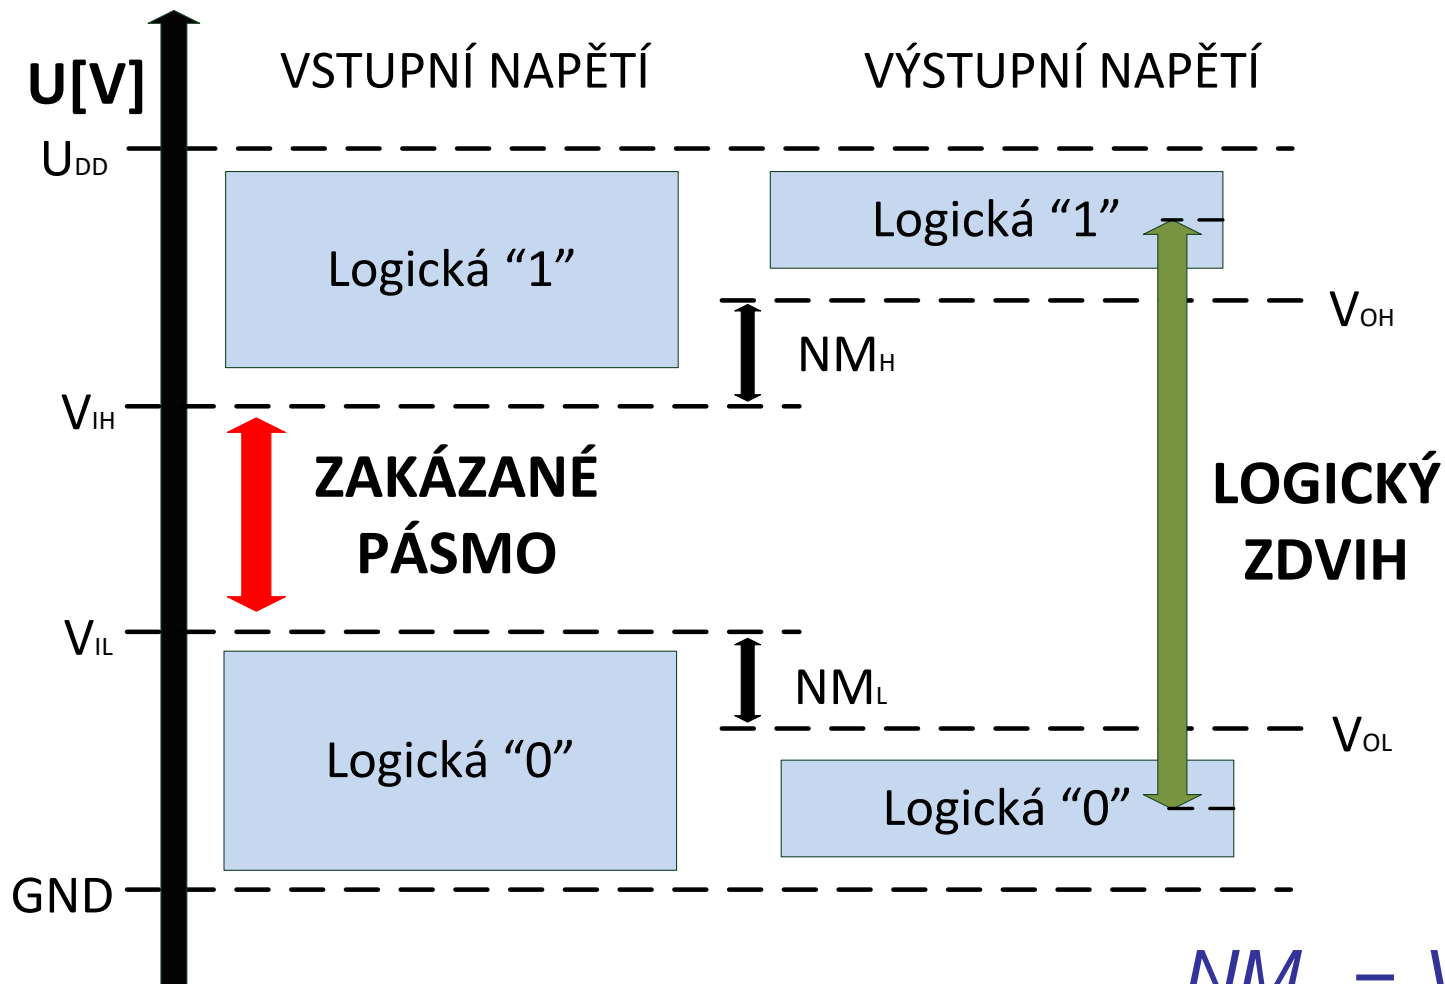 U[V]
VSTUPNÍ NAPĚTÍ
VÝSTUPNÍ NAPĚTÍ
UDD
Logická “1”
Logická “1”
VOH
NMH
VIH
ZAKÁZANÉ
PÁSMO
LOGICKÝ
ZDVIH
VIL
NML
VOL
Logická “0”
Logická “0”
GND
NM =